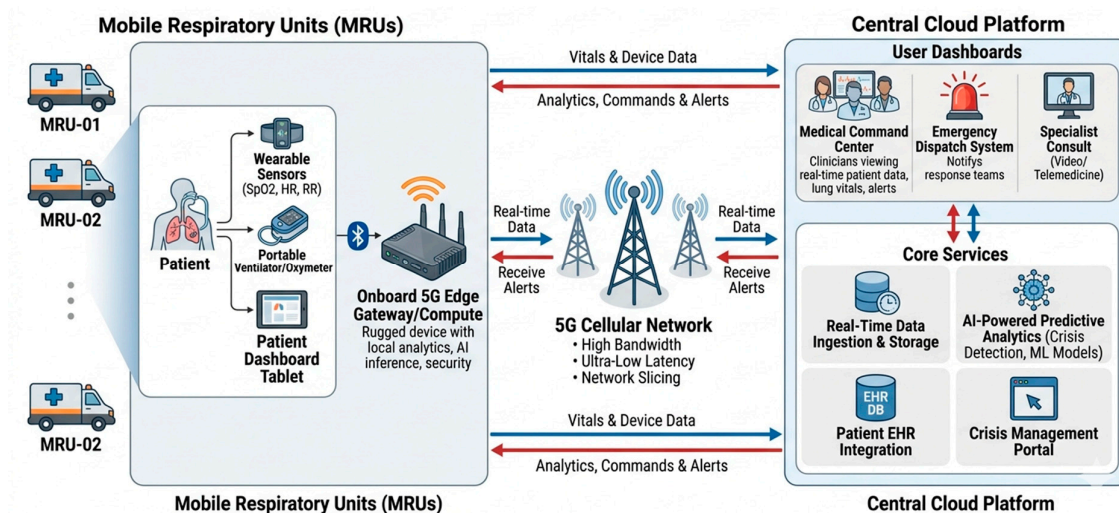 Mobile Respiratory Units (MRUs)
MRU-01
MRU-02
MRU-02
Patient
Wearable
Sensors
(SpO2, HR, RR)
Portable
Ventilator/Oxymeter
Patient
Dashboard
Tablet
Onboard 5G Edge
Gateway/Compute
Rugged device with
local analytics, AI
inference, security
Mobile Respiratory Units (MRUs)
Vitals & Device Data
Analytics, Commands & Alerts
Real-time
Data
Receive
Alerts
5G Cellular Network
• High Bandwidth
• Ultra-Low Latency
• Network Slicing
Real-time
Data
Receive
Alerts
Vitals & Device Data
Analytics, Commands & Alerts
Central Cloud Platform
User Dashboards
Medical Command
Center
Clinicians viewing
real-time patient data,
lung vitals, alerts
Emergency
Dispatch System
Notifys
response teams
Specialist
Consult
(Video/
Telemedicine)
Core Services
Real-Time Data
Ingestion & Storage
AI-Powered Predictive
Analytics (Crisis
Detection, ML Models)
EHR
DB
Patient EHR
Integration
Crisis Management
Portal
Central Cloud Platform